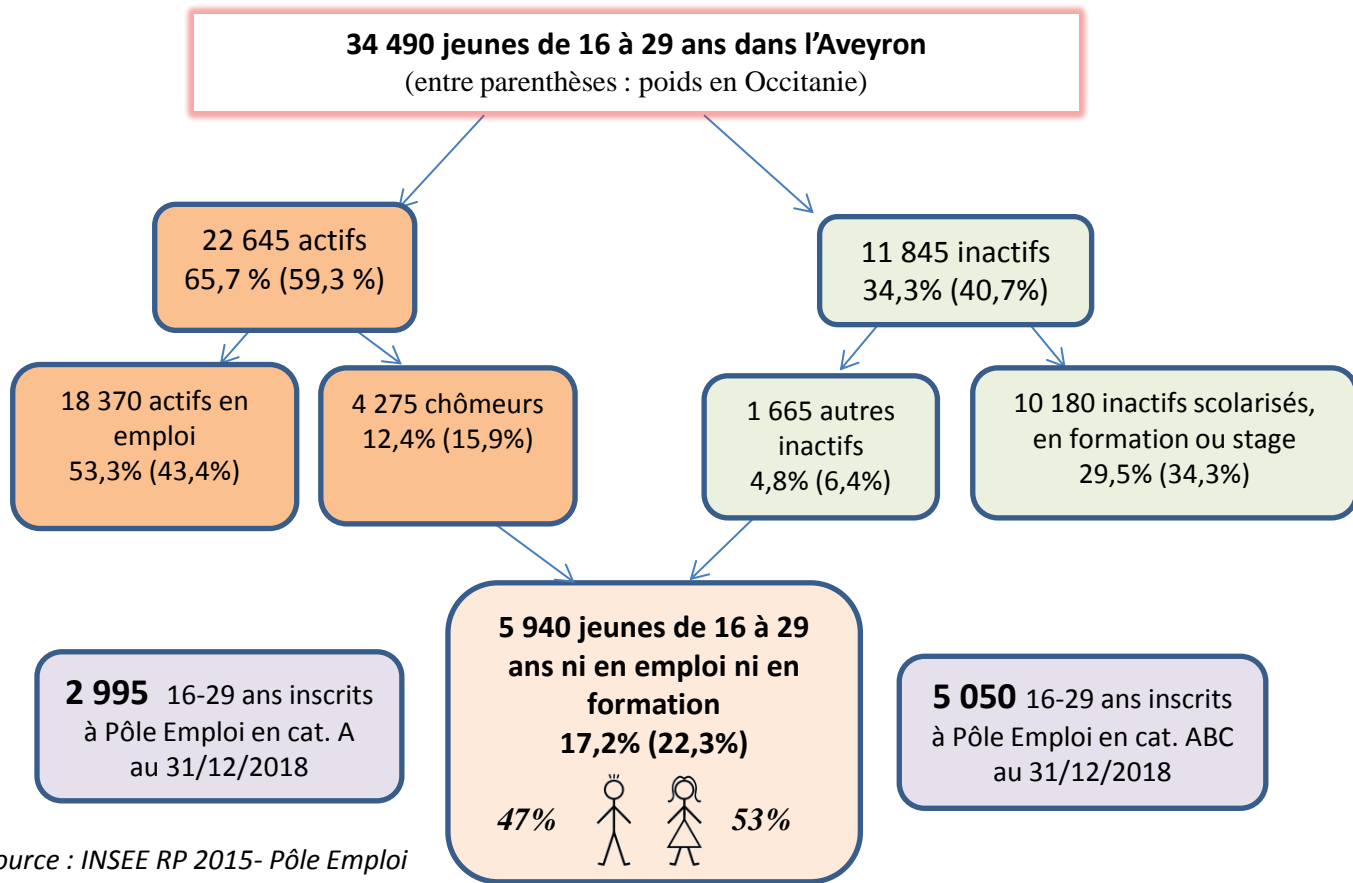 34 490 jeunes de 16 à 29 ans dans l'Aveyron
(entre parenthèses : poids en Occitanie)
22 645 actifs
65,7 % (59,3 %)
11 845 inactifs
34,3% (40,7%)
18 370 actifs en
emploi
53,3% (43,4%)
4 275 chômeurs
12,4% (15,9%)
1 665 autres
inactifs
4,8% (6,4%)
10 180 inactifs scolarisés,
en formation ou stage
29,5% (34,3%)
5 940 jeunes de 16 à 29
ans ni en emploi ni en
formation
17,2% (22,3%)
47% 53%
2 995 16-29 ans inscrits
à Pôle Emploi en cat. A
au 31/12/2018
5 050 16-29 ans inscrits
à Pôle Emploi en cat. ABC
au 31/12/2018
ource : INSEE RP 2015- Pôle Emploi